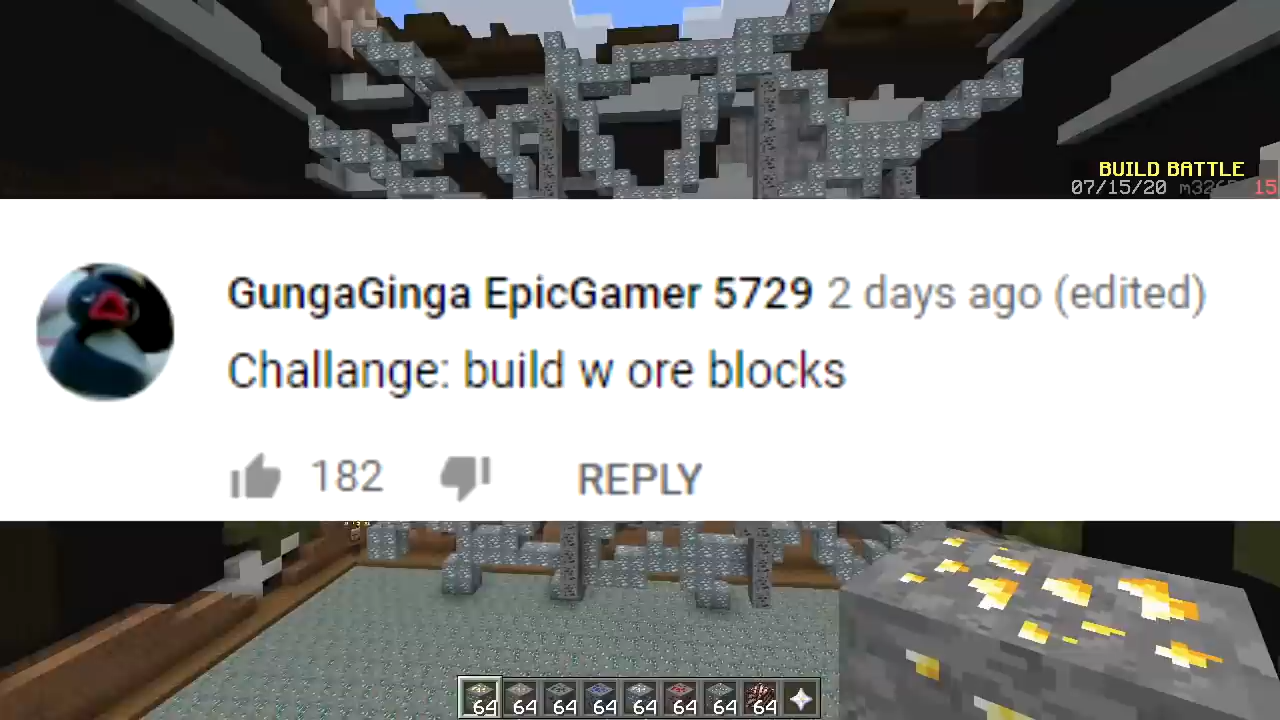 BUILD BATTLE
07/15/20 15
GungaGinga EpicGamer 5729 2 days ago (edited)
Challange: build w ore blocks
182 REPLY
64 64 64 64 64 64 64 64